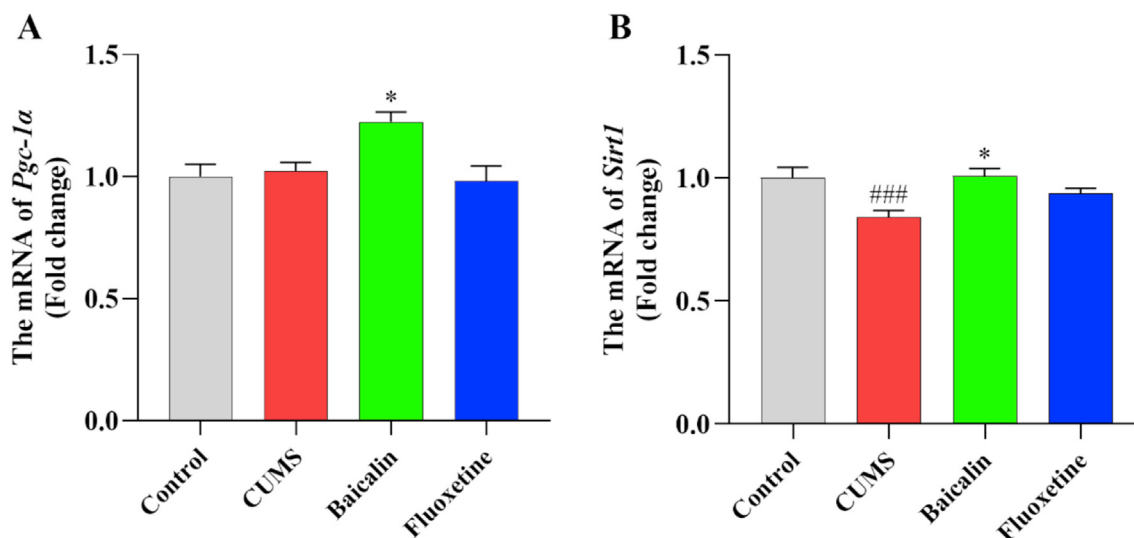 A
The mRNA of Pgc-1α
(Fold change)
1.5
1.0
0.5
0.0
*
Control
CUMS
Baicalin
Fluoxetine
B
The mRNA of Sirt1
(Fold change)
1.5
1.0
0.5
0.0
###
*
Control
CUMS
Baicalin
Fluoxetine